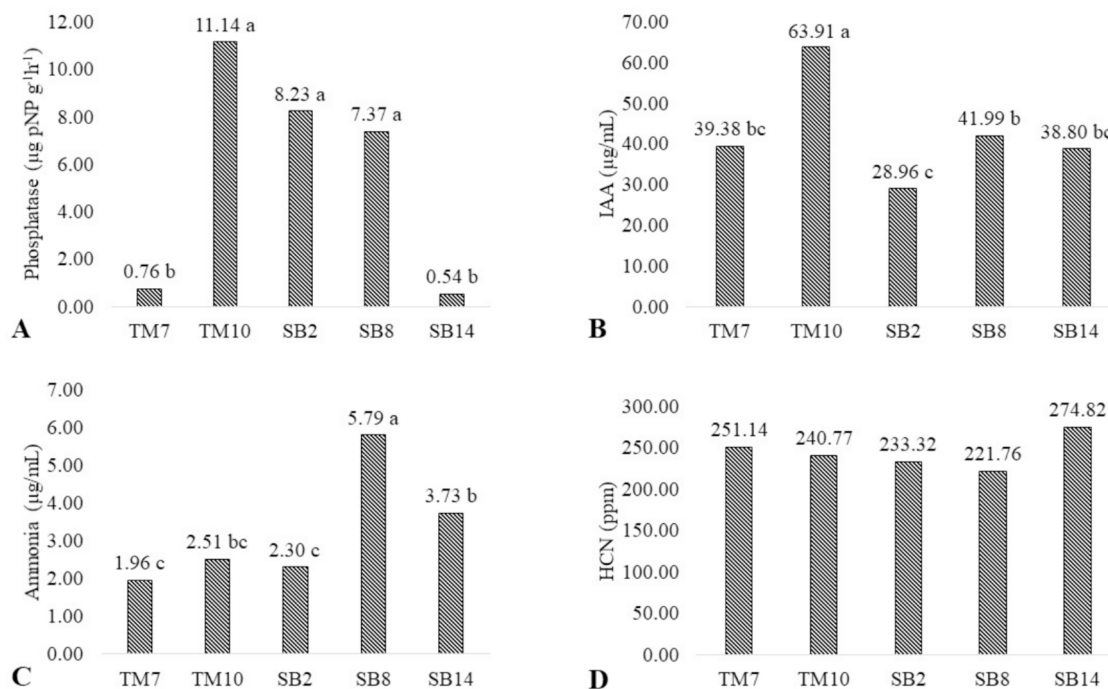 Phosphatase (µg pNP g⁻¹h⁻¹)
12.00
10.00
8.00
6.00
4.00
2.00
0.00
0.76 b
11.14 a
8.23 a
7.37 a
0.54 b
TM7 TM10 SB2 SB8 SB14
A
IAA (µg/mL)
70.00
60.00
50.00
40.00
30.00
20.00
10.00
0.00
39.38 bc
63.91 a
28.96 c
41.99 b
38.80 bc
TM7 TM10 SB2 SB8 SB14
B
Ammonia (µg/mL)
7.00
6.00
5.00
4.00
3.00
2.00
1.00
0.00
1.96 c
2.51 bc
2.30 c
5.79 a
3.73 b
TM7 TM10 SB2 SB8 SB14
C
HCN (ppm)
300.00
250.00
200.00
150.00
100.00
50.00
0.00
251.14
240.77
233.32
221.76
274.82
TM7 TM10 SB2 SB8 SB14
D